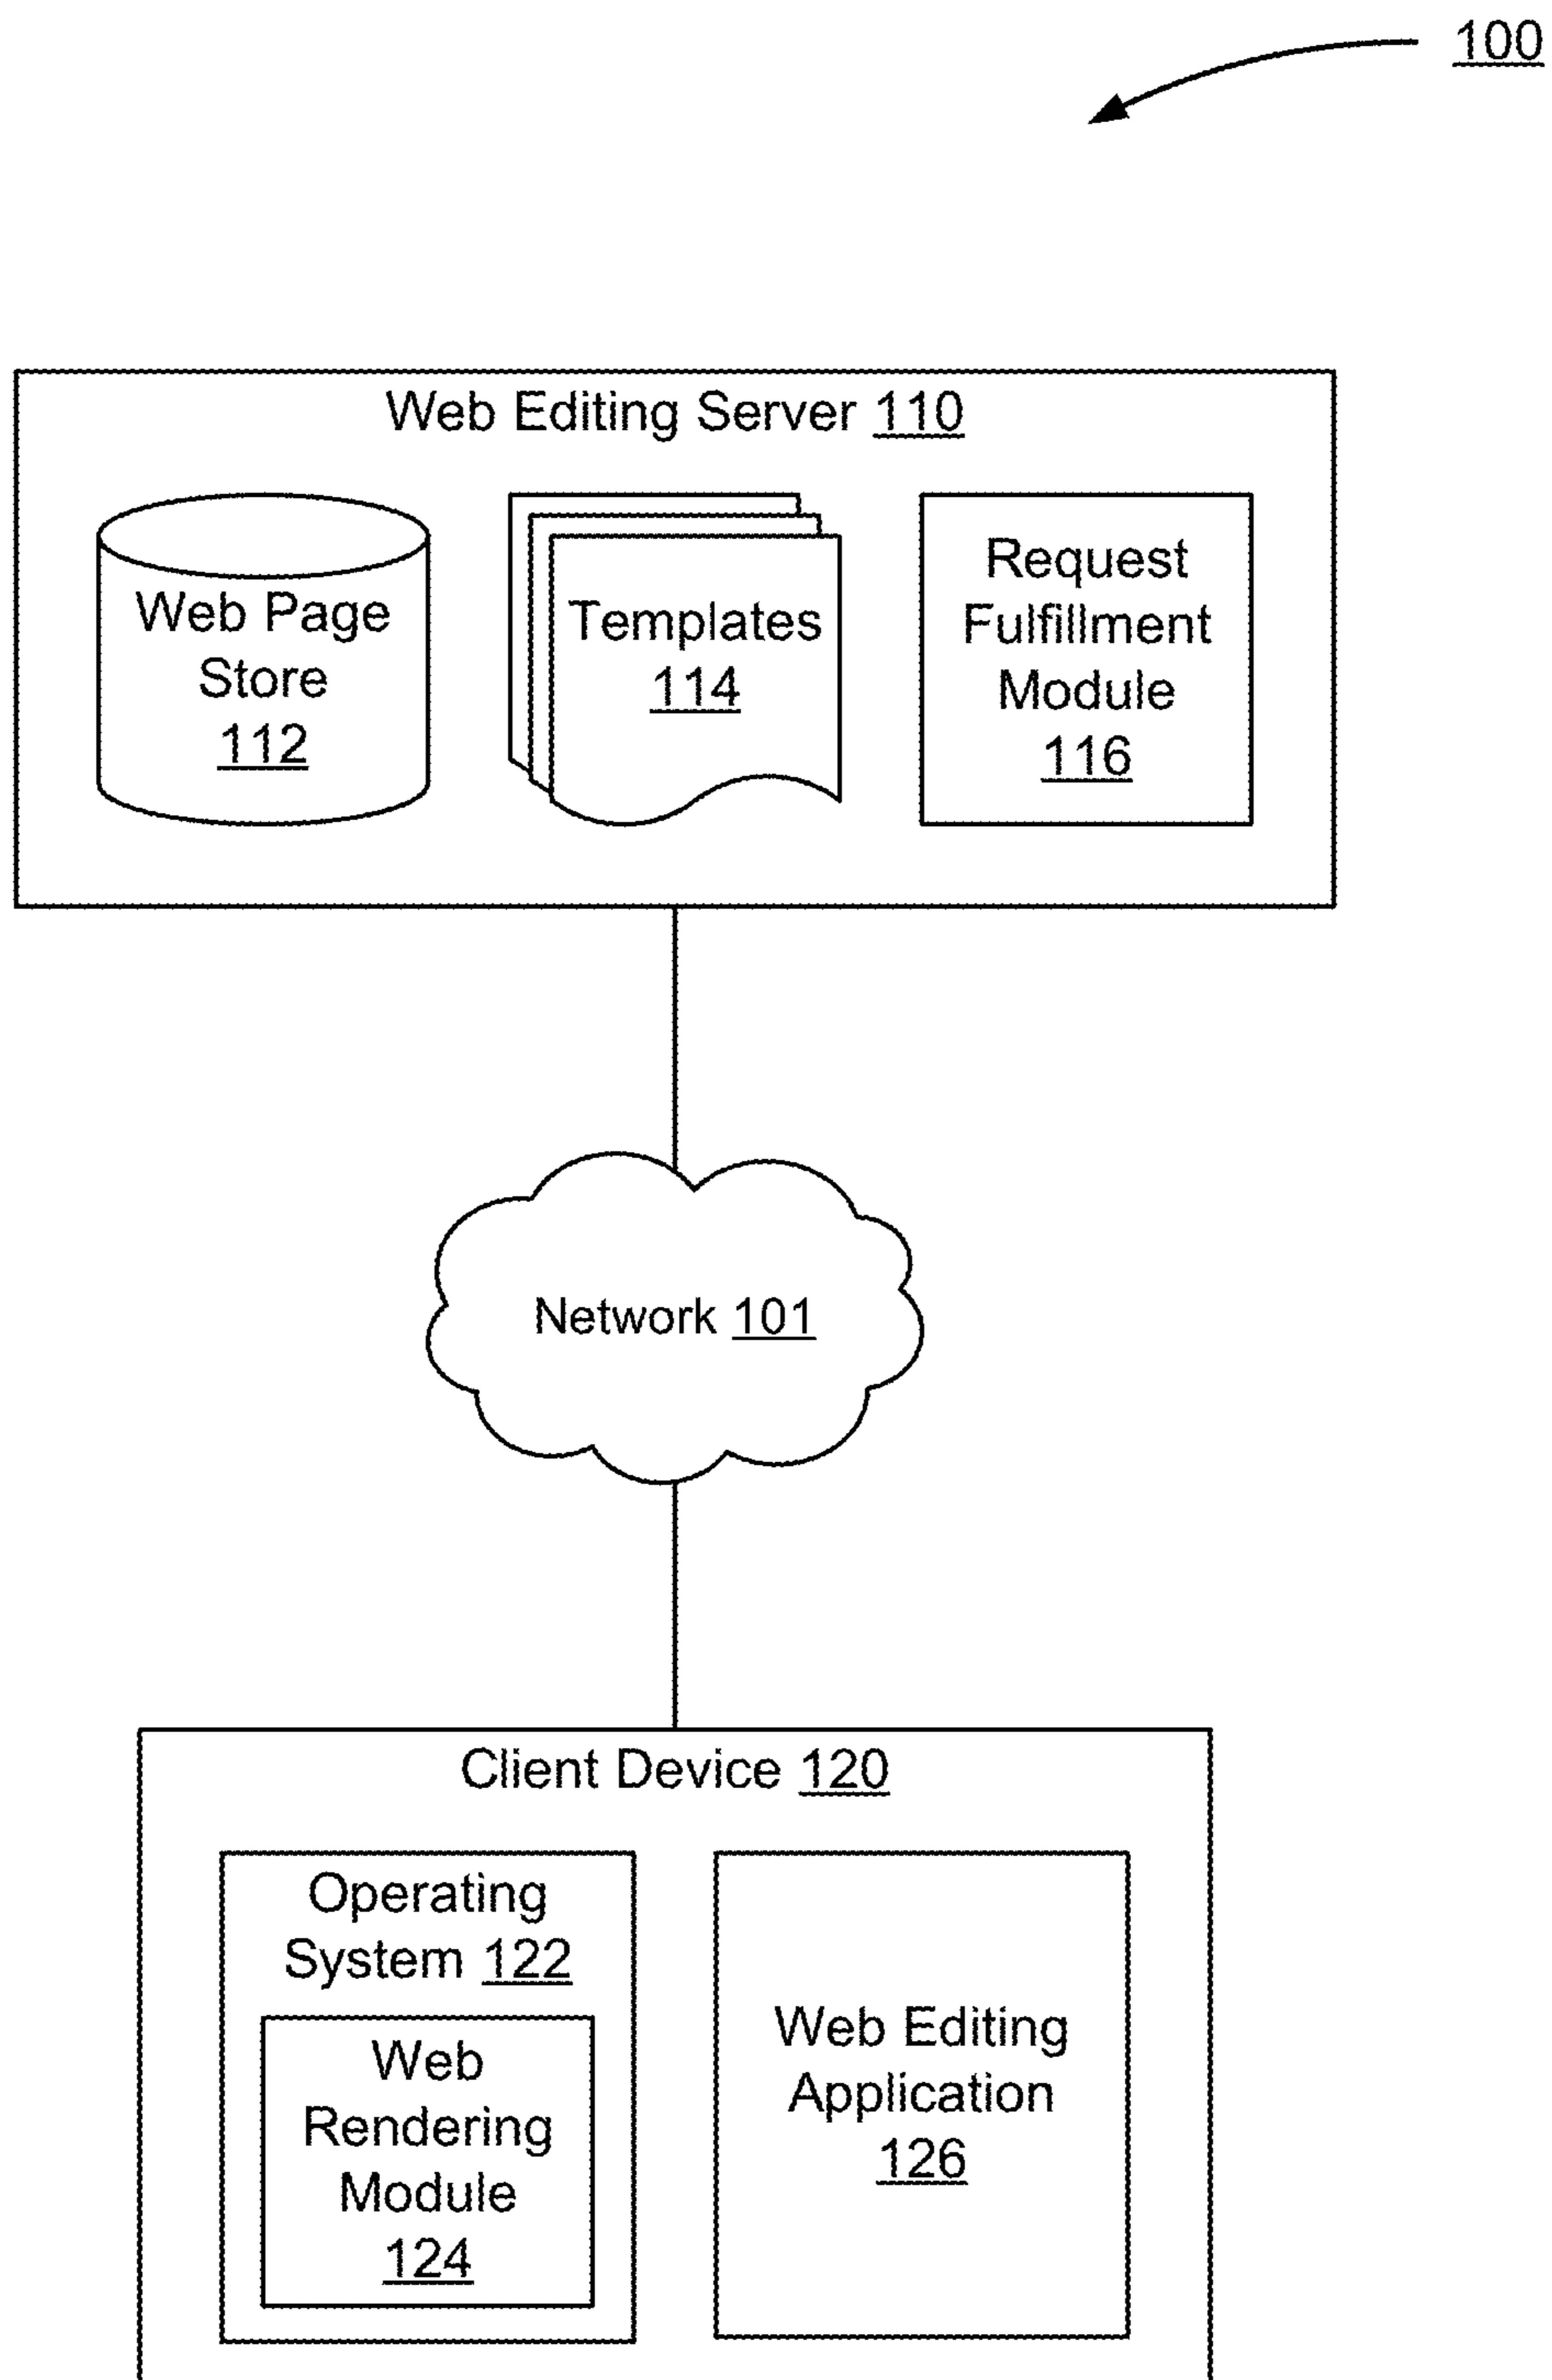 100
Web Editing Server 110
Web Page
Store
112
Templates
114
Request
Fulfillment
Module
116
Network 101
Client Device 120
Operating
System 122
Web
Rendering
Module
124
Web Editing
Application
126